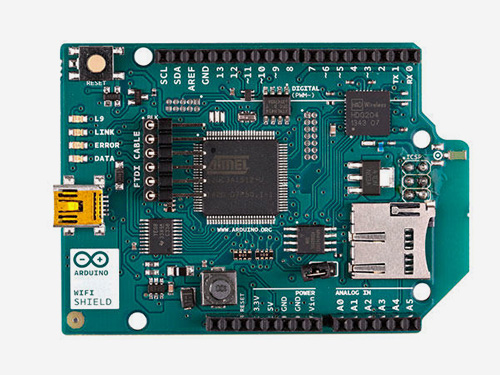 RESET
SCL
SDA
AREF
GND
13
12
~11
~10
~9
8
7
~6
~5
4
~3
2
TX 1
RX 0
DIGITAL
(PWM~)
L9
LINK
ERROR
DATA
FTDI CABLE
BLK
ATMEL
HD Wireless
HDG204
ICSP
WWW.ARDUINO.ORG
ARDUINO
WIFI
SHIELD
POWER
ANALOG IN
RESET
3.3V
5V
GND
GND
Vin
A0
A1
A2
A3
A4
A5